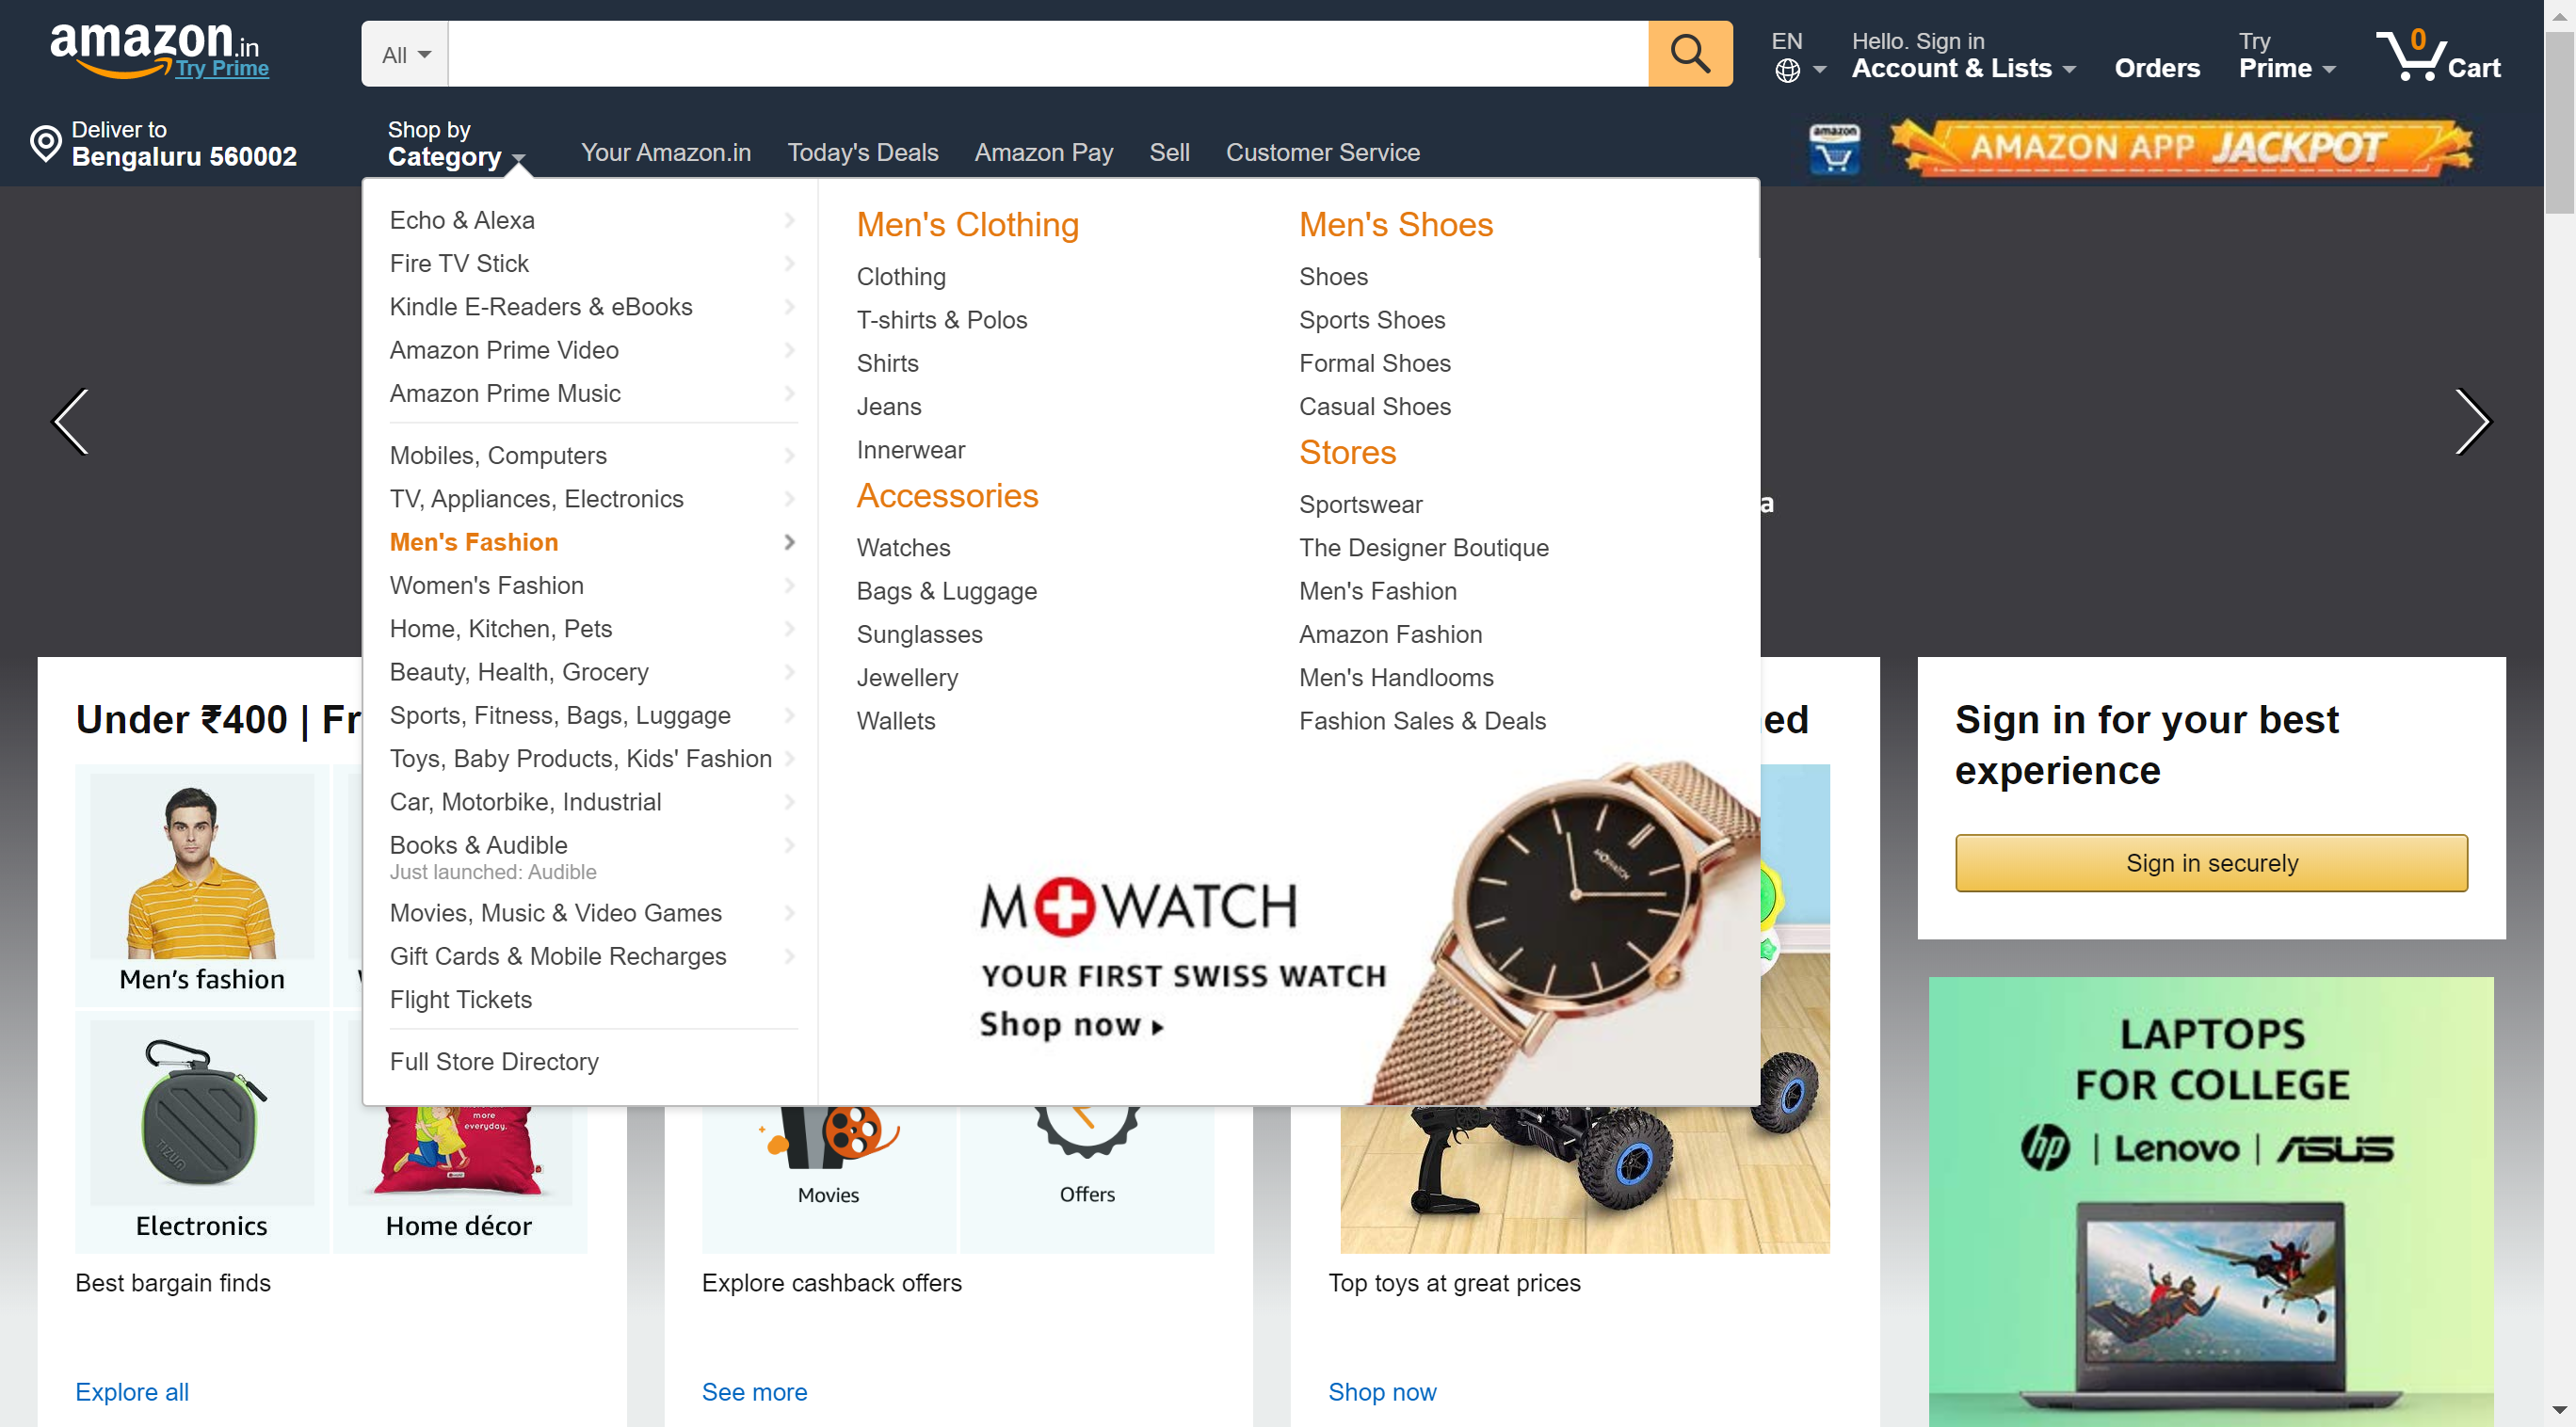 amazon.in
Try Prime
All
EN
Hello. Sign in
Account & Lists
Orders
Try
Prime
0
Cart
Deliver to
Bengaluru 560002
Shop by
Category
Your Amazon.in
Today's Deals
Amazon Pay
Sell
Customer Service
amazon
AMAZON APP JACKPOT
Echo & Alexa
Fire TV Stick
Kindle E-Readers & eBooks
Amazon Prime Video
Amazon Prime Music
Mobiles, Computers
TV, Appliances, Electronics
Men's Fashion
Women's Fashion
Home, Kitchen, Pets
Beauty, Health, Grocery
Sports, Fitness, Bags, Luggage
Toys, Baby Products, Kids' Fashion
Car, Motorbike, Industrial
Books & Audible
Just launched: Audible
Movies, Music & Video Games
Gift Cards & Mobile Recharges
Flight Tickets
Full Store Directory
Men's Clothing
Clothing
T-shirts & Polos
Shirts
Jeans
Innerwear
Accessories
Watches
Bags & Luggage
Sunglasses
Jewellery
Wallets
Men's Shoes
Shoes
Sports Shoes
Formal Shoes
Casual Shoes
Stores
Sportswear
The Designer Boutique
Men's Fashion
Amazon Fashion
Men's Handlooms
Fashion Sales & Deals
M WATCH
YOUR FIRST SWISS WATCH
Shop now
a
Under ₹400 | Fr
Men's fashion
TIZUM
Electronics
more
everyday.
Home décor
Best bargain finds
Explore all
Movies
Offers
Explore cashback offers
See more
ed
Top toys at great prices
Shop now
Sign in for your best
experience
Sign in securely
LAPTOPS
FOR COLLEGE
hp | Lenovo | ASUS